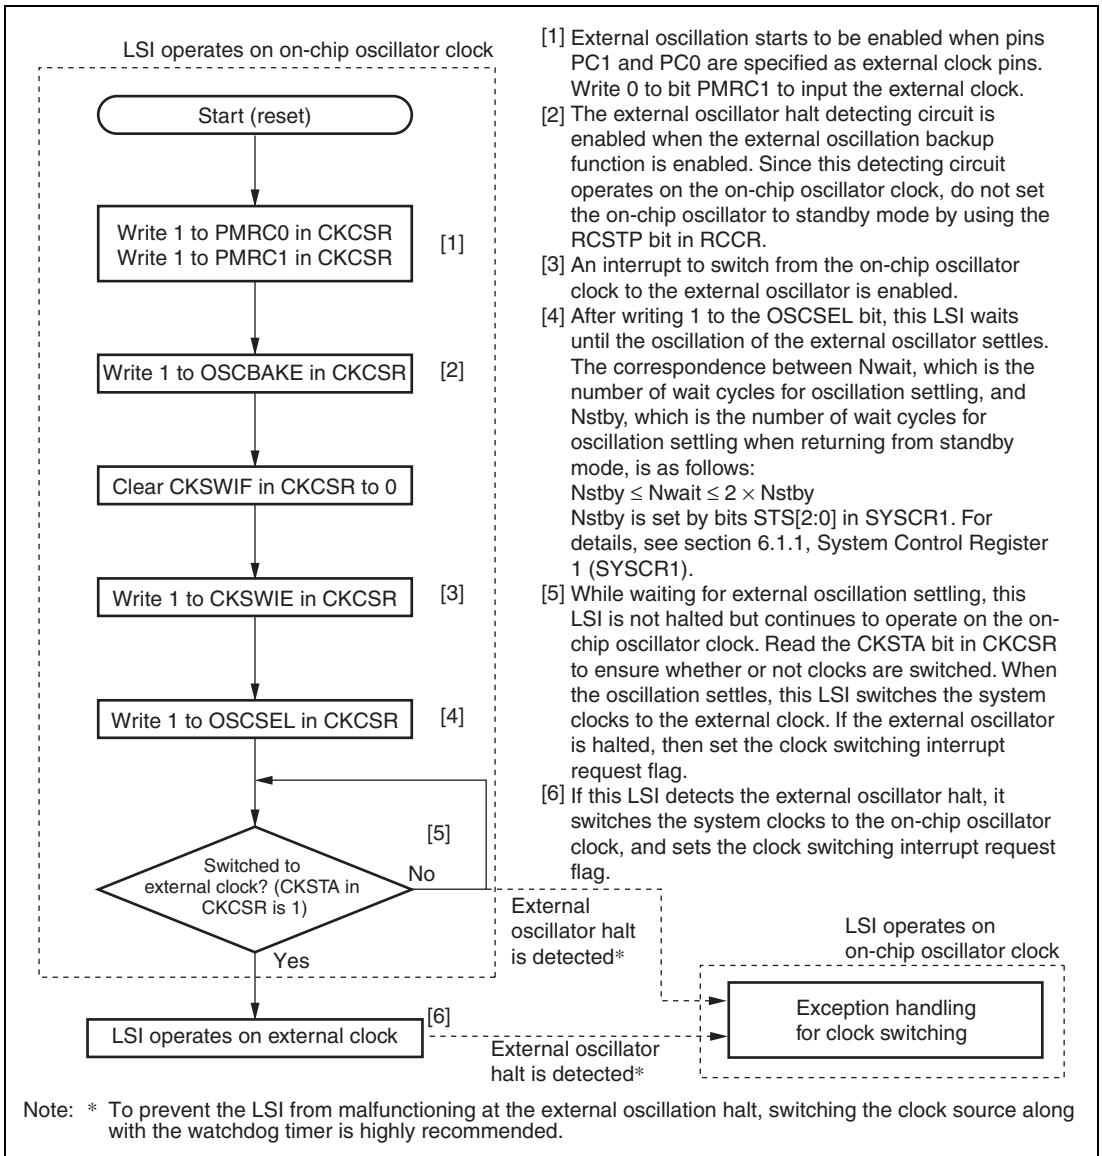 LSI operates on on-chip oscillator clock
Start (reset)
Write 1 to PMRC0 in CKCSR
Write 1 to PMRC1 in CKCSR
[1]
Write 1 to OSCBAKE in CKCSR
[2]
Clear CKSWIF in CKCSR to 0
Write 1 to CKSWIE in CKCSR
[3]
Write 1 to OSCSEL in CKCSR
[4]
[5]
Switched to
external clock? (CKSTA in
CKCSR is 1)
No
Yes
LSI operates on external clock
[6]
External
oscillator halt
is detected*
External oscillator
halt is detected*
LSI operates on
on-chip oscillator clock
Exception handling
for clock switching
[1] External oscillation starts to be enabled when pins
PC1 and PC0 are specified as external clock pins.
Write 0 to bit PMRC1 to input the external clock.
[2] The external oscillator halt detecting circuit is
enabled when the external oscillation backup
function is enabled. Since this detecting circuit
operates on the on-chip oscillator clock, do not set
the on-chip oscillator to standby mode by using the
RCSTP bit in RCCR.
[3] An interrupt to switch from the on-chip oscillator
clock to the external oscillator is enabled.
[4] After writing 1 to the OSCSEL bit, this LSI waits
until the oscillation of the external oscillator settles.
The correspondence between Nwait, which is the
number of wait cycles for oscillation settling, and
Nstby, which is the number of wait cycles for
oscillation settling when returning from standby
mode, is as follows:
Nstby ≤ Nwait ≤ 2 × Nstby
Nstby is set by bits STS[2:0] in SYSCR1. For
details, see section 6.1.1, System Control Register
1 (SYSCR1).
[5] While waiting for external oscillation settling, this
LSI is not halted but continues to operate on the on-
chip oscillator clock. Read the CKSTA bit in CKCSR
to ensure whether or not clocks are switched. When
the oscillation settles, this LSI switches the system
clocks to the external clock. If the external oscillator
is halted, then set the clock switching interrupt
request flag.
[6] If this LSI detects the external oscillator halt, it
switches the system clocks to the on-chip oscillator
clock, and sets the clock switching interrupt request
flag.
Note: * To prevent the LSI from malfunctioning at the external oscillation halt, switching the clock source along
with the watchdog timer is highly recommended.